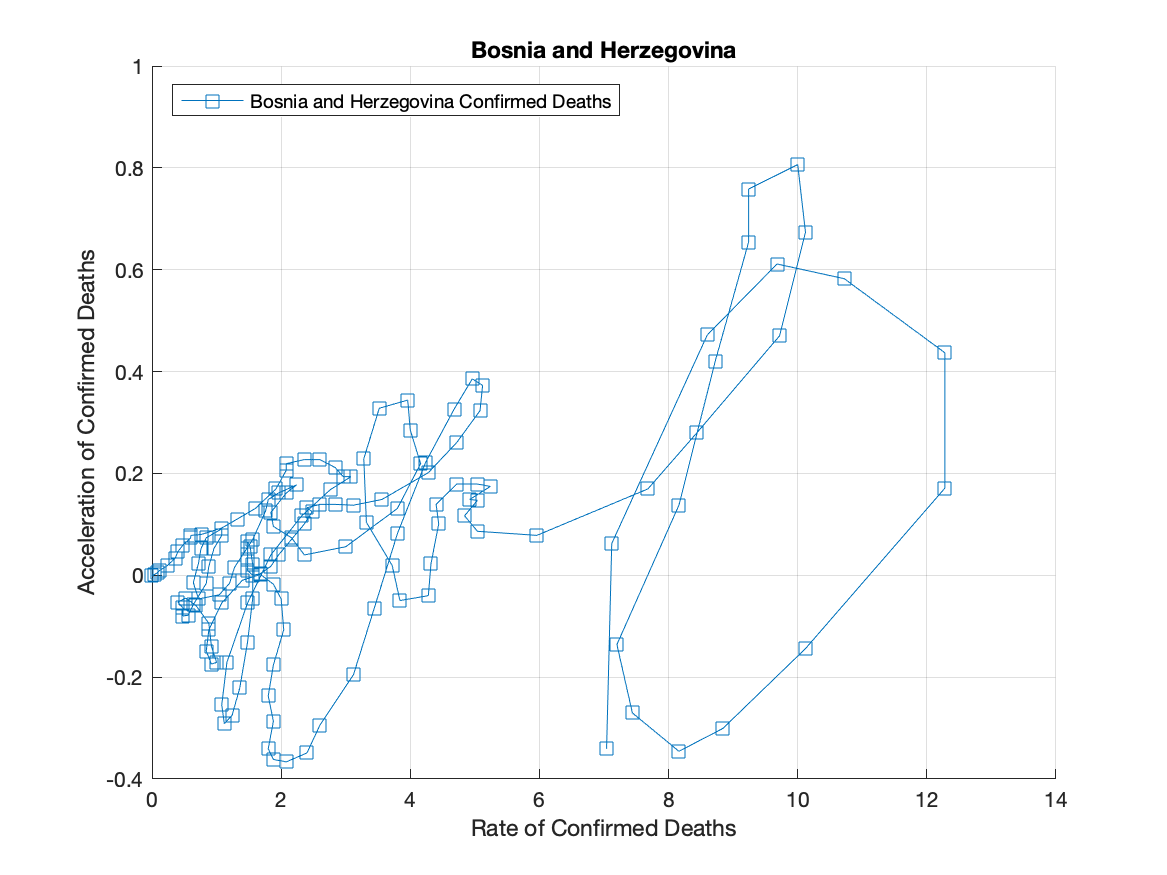 Bosnia and Herzegovina
Bosnia and Herzegovina Confirmed Deaths
1
0.8
0.6
0.4
0.2
0
-0.2
-0.4
Acceleration of Confirmed Deaths
0 2 4 6 8 10 12 14
Rate of Confirmed Deaths